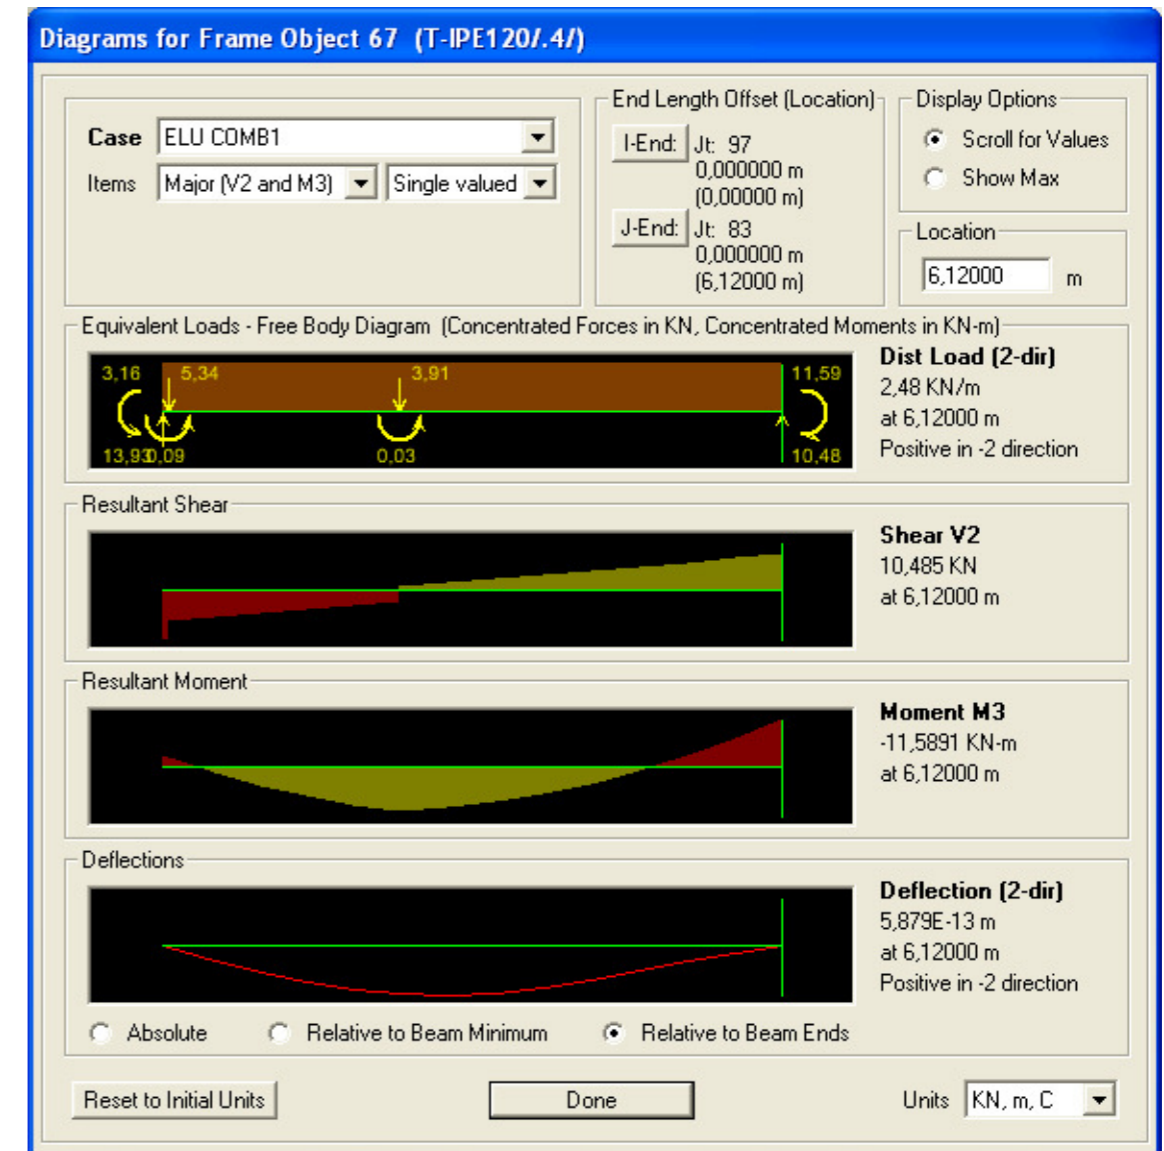 Diagrams for Frame Object 67 (T-IPE120/.4/)
Case ELU COMB1
Items Major (V2 and M3) Single valued
End Length Offset (Location)
I-End: Jt: 97
0,000000 m
(0,00000 m)
J-End: Jt: 83
0,000000 m
(6,12000 m)
Display Options
Scroll for Values
Show Max
Location
6,12000 m
Equivalent Loads - Free Body Diagram (Concentrated Forces in KN, Concentrated Moments in KN-m)
3,16 5,34 3,91 11,59
13,93 0,09 0,03 10,48
Dist Load (2-dir)
2,48 KN/m
at 6,12000 m
Positive in -2 direction
Resultant Shear
Shear V2
10,485 KN
at 6,12000 m
Resultant Moment
Moment M3
-11,5891 KN-m
at 6,12000 m
Deflections
Deflection (2-dir)
5,879E-13 m
at 6,12000 m
Positive in -2 direction
Absolute Relative to Beam Minimum Relative to Beam Ends
Reset to Initial Units Done Units KN, m, C